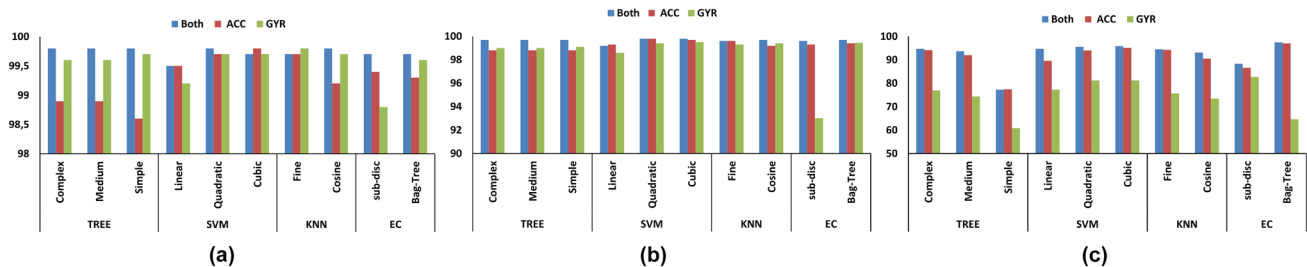 Both ACC GYR
100
99,5
99
98,5
98
Complex Medium Simple Linear Quadratic Cubic Fine Cosine sub-disc Bag-Tree
TREE SVM KNN EC
(a)
Both ACC GYR
100
98
96
94
92
90
Complex Medium Simple Linear Quadratic Cubic Fine Cosine sub-disc Bag-Tree
TREE SVM KNN EC
(b)
Both ACC GYR
100
90
80
70
60
50
Complex Medium Simple Linear Quadratic Cubic Fine Cosine sub-disc Bag-Tree
TREE SVM KNN EC
(c)